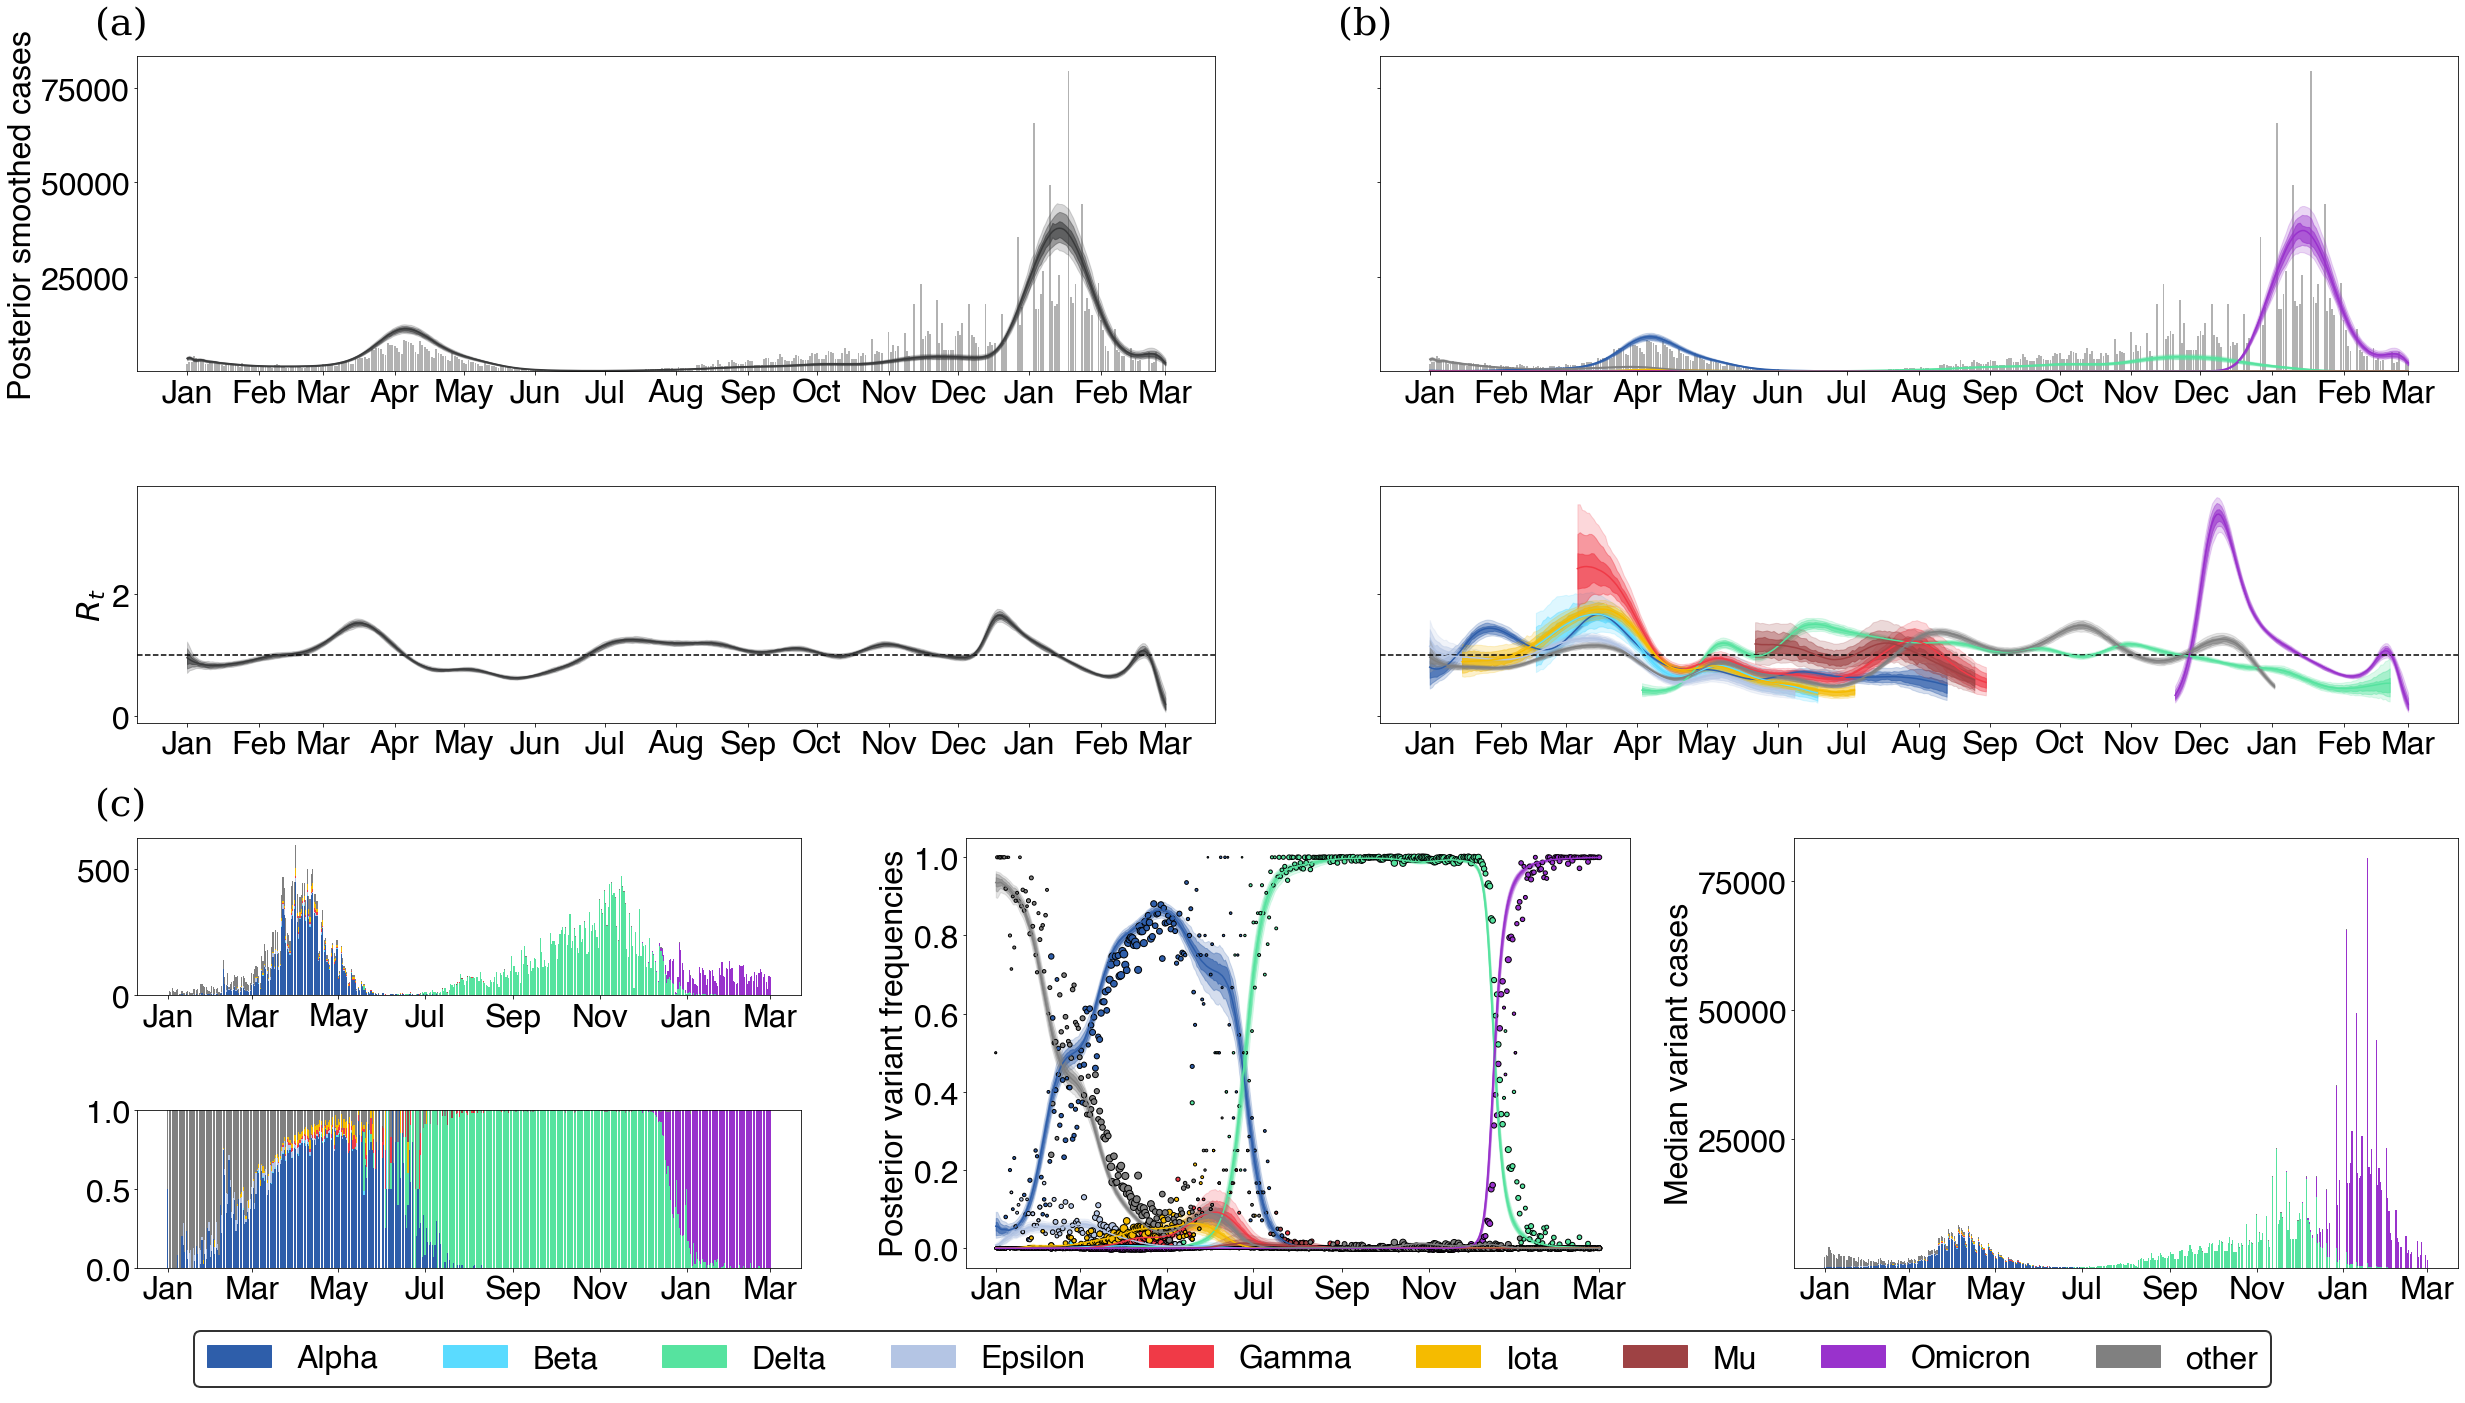 (a)
(b)
Posterior smoothed cases
75000
50000
25000
Jan Feb Mar Apr May Jun Jul Aug Sep Oct Nov Dec Jan Feb Mar
Jan Feb Mar Apr May Jun Jul Aug Sep Oct Nov Dec Jan Feb Mar
R_t
2
0
Jan Feb Mar Apr May Jun Jul Aug Sep Oct Nov Dec Jan Feb Mar
Jan Feb Mar Apr May Jun Jul Aug Sep Oct Nov Dec Jan Feb Mar
(c)
500
0
Jan Mar May Jul Sep Nov Jan Mar
1.0
0.5
0.0
Jan Mar May Jul Sep Nov Jan Mar
Posterior variant frequencies
1.0
0.8
0.6
0.4
0.2
0.0
Jan Mar May Jul Sep Nov Jan Mar
Median variant cases
75000
50000
25000
Jan Mar May Jul Sep Nov Jan Mar
Alpha Beta Delta Epsilon Gamma Iota Mu Omicron other